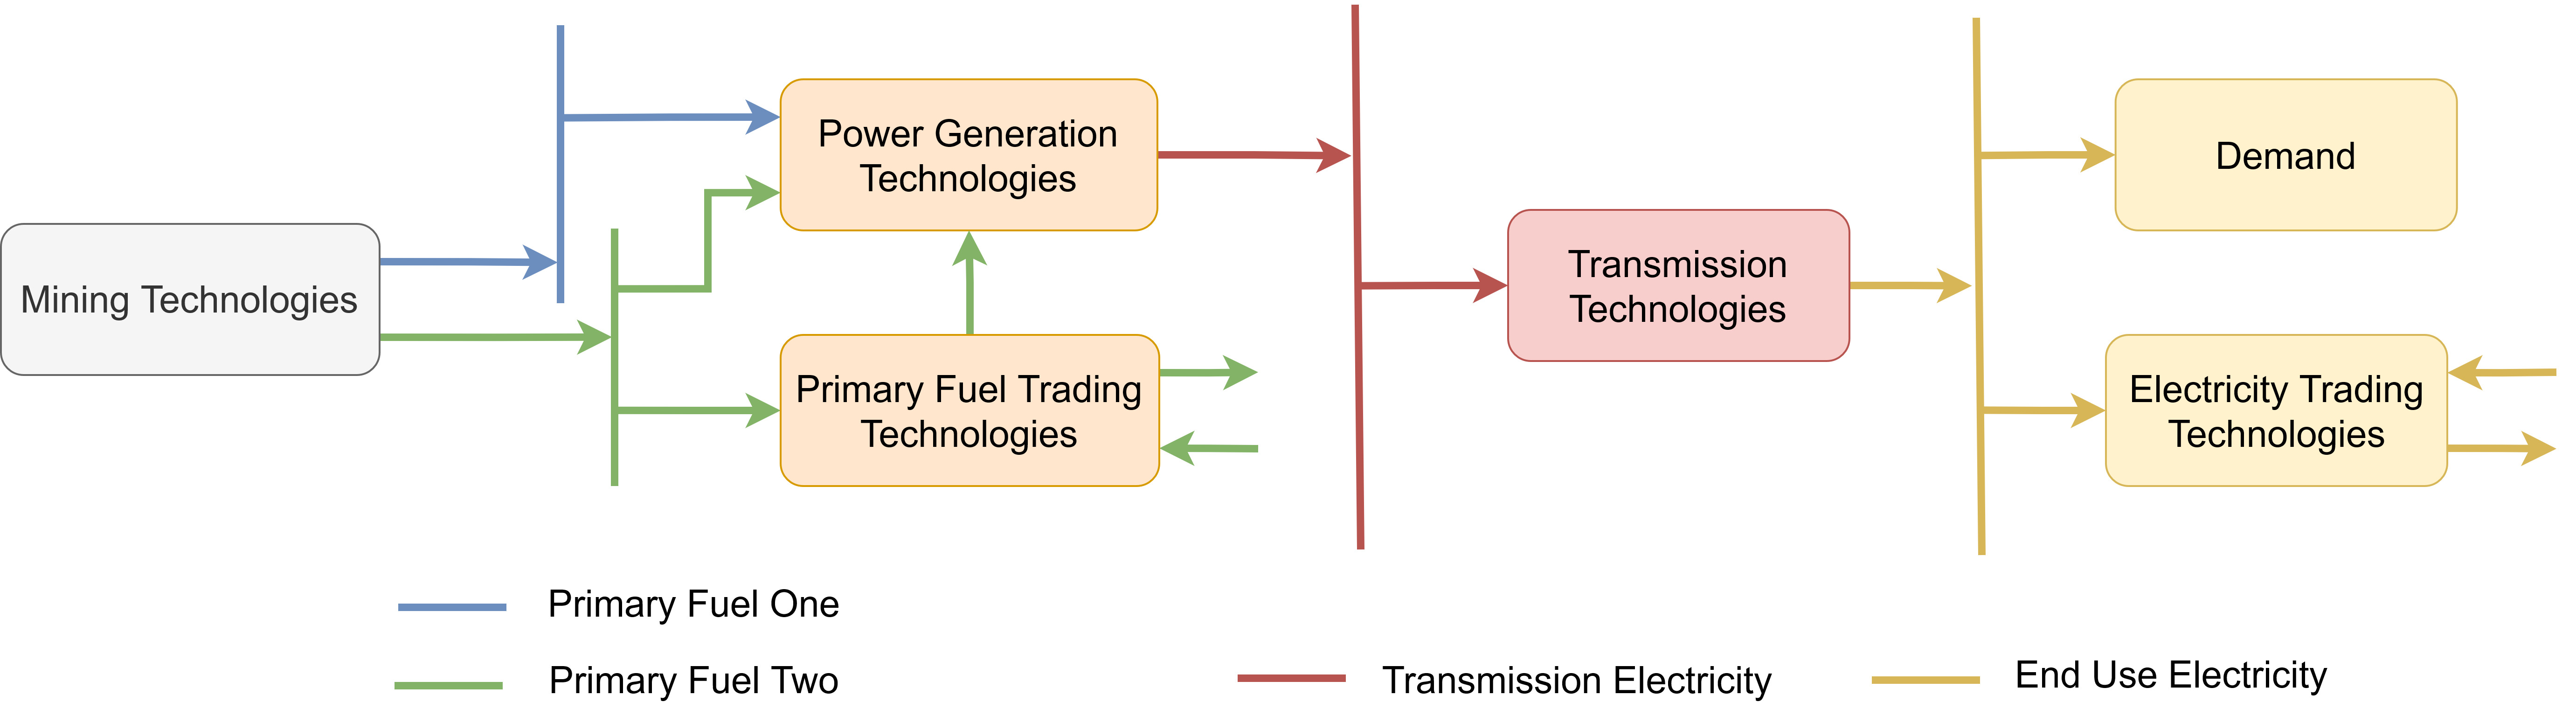 Power Generation
Technologies
Demand
Mining Technologies
Transmission
Technologies
Primary Fuel Trading
Technologies
Electricity Trading
Technologies
Primary Fuel One
Primary Fuel Two
Transmission Electricity
End Use Electricity